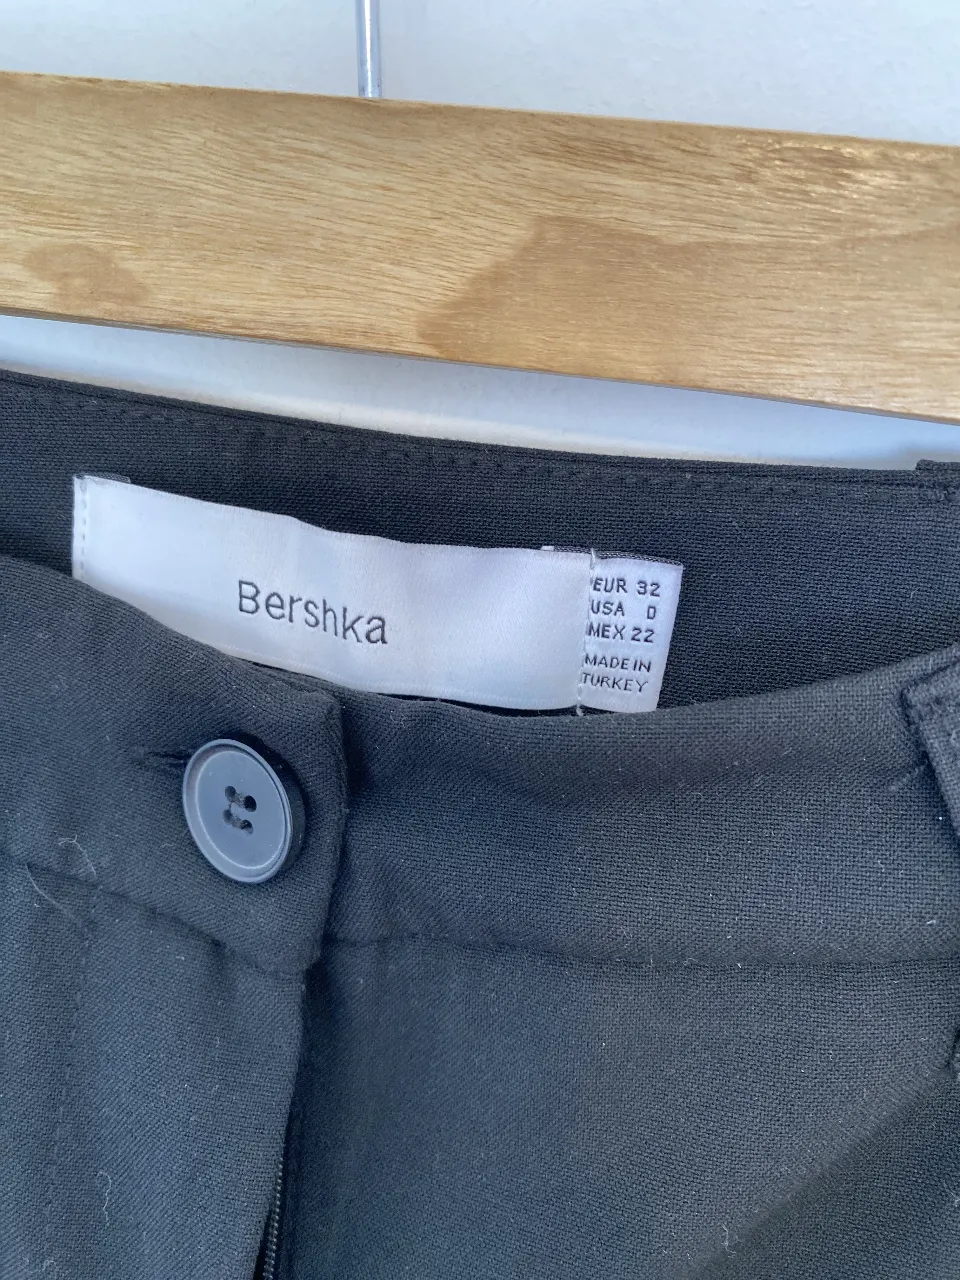 Bershka
EUR 32
USA 0
MEX 22
MADE IN
TURKEY